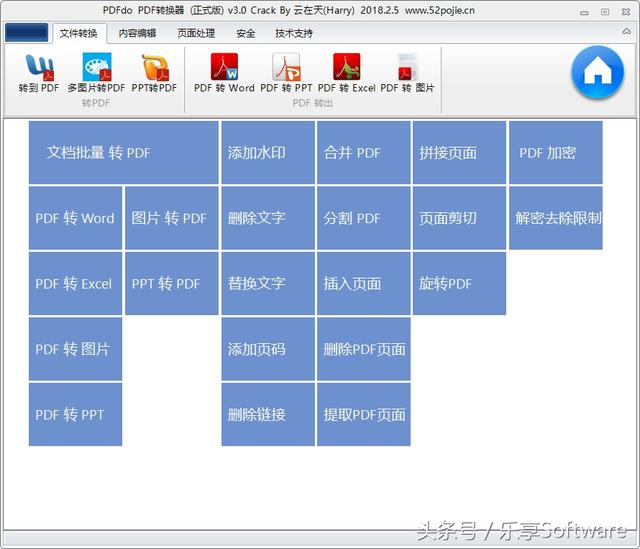 PDFdo PDF转换器 (正式版) v3.0 Crack By 云在天(Harry) 2018.2.5 www.52pojie.cn
文件转换 内容编辑 页面处理 安全 技术支持
转到 PDF 多图片转PDF PPT转PDF PDF 转 Word PDF 转 PPT PDF 转 Excel PDF 转 图片
转PDF PDF 转出
文档批量 转 PDF 添加水印 合并 PDF 拼接页面 PDF 加密
PDF 转 Word 图片 转 PDF 删除文字 分割 PDF 页面剪切 解密去除限制
PDF 转 Excel PPT 转 PDF 替换文字 插入页面 旋转PDF
PDF 转 图片 添加页码 删除PDF页面
PDF 转 PPT 删除链接 提取PDF页面
头条号 / 乐享Software